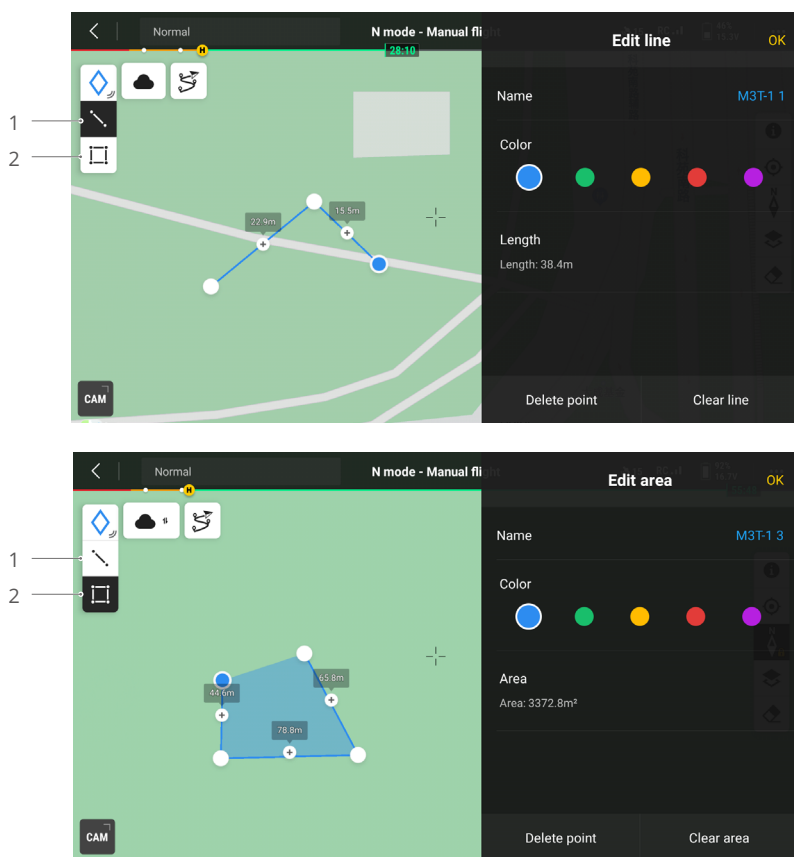 Normal
N mode - Manual fli
Edit line
OK
H
28:10
Name
M3T-1 1
1
Color
2
15.5m
22.9m
Length
Length: 38.4m
CAM
Delete point
Clear line
Normal
N mode - Manual fli
Edit area
OK
H
Name
M3T-1 3
1
Color
2
65.8m
Area
44.6m
Area: 3372.8m²
78.8m
CAM
Delete point
Clear area